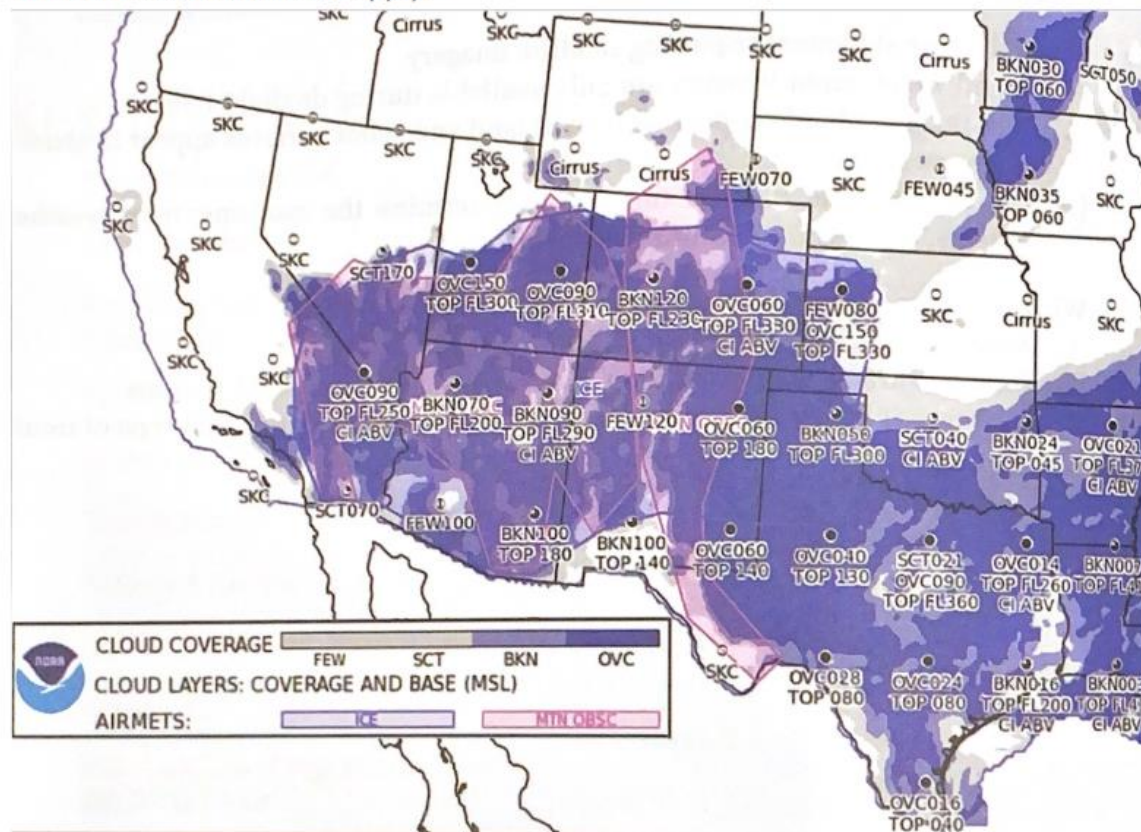 SKC
Cirrus
SKC
SKC
SKC
SKC
SKC
Cirrus
BKN030
TOP 060
SCT050
SKC
SKC
SKC
SKC
SKC
Cirrus
Cirrus
FEW070
SKC
FEW045
BKN035
TOP 060
SKC
SKC
SKC
SKC
SCT170
OVC150
TOP FL300
OVC090
TOP FL310
BKN120
TOP FL230
OVC060
TOP FL330
CI ABV
FEW080
OVC150
TOP FL330
SKC
Cirrus
SKC
SKC
SKC
OVC090
TOP FL250
CI ABV
BKN070
TOP FL200
BKN090
TOP FL290
CI ABV
ICE
FEW120
OVC060
TOP 180
BKN050
TOP FL300
SCT040
CI ABV
BKN024
TOP 045
OVC021
CI ABV
SKC
SCT070
FEW100
BKN100
TOP 180
BKN100
TOP 140
OVC060
TOP 140
OVC040
TOP 130
SCT021
OVC090
TOP FL360
OVC014
TOP FL260
CI ABV
SKC
OVC028
TOP 080
OVC024
TOP 080
BKN016
TOP FL200
CI ABV
CI ABV
OVC016
TOP 040
CLOUD COVERAGE
FEW SCT BKN OVC
CLOUD LAYERS: COVERAGE AND BASE (MSL)
AIRMETS: ICE MTN OBSC